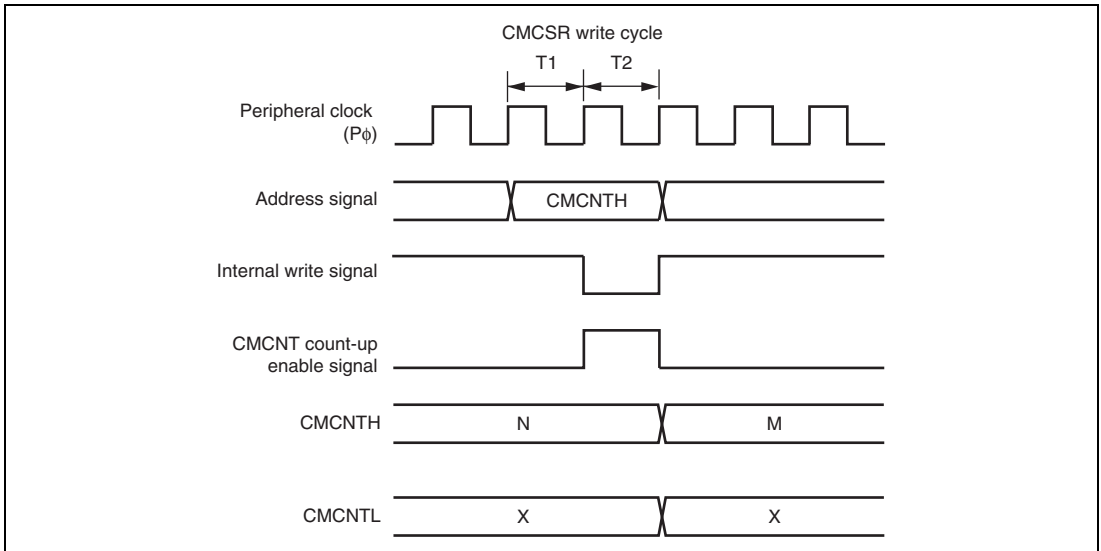 CMCSR write cycle
T1 T2
Peripheral clock
(Pϕ)
Address signal CMCNTH
Internal write signal
CMCNT count-up
enable signal
CMCNTH N M
CMCNTL X X